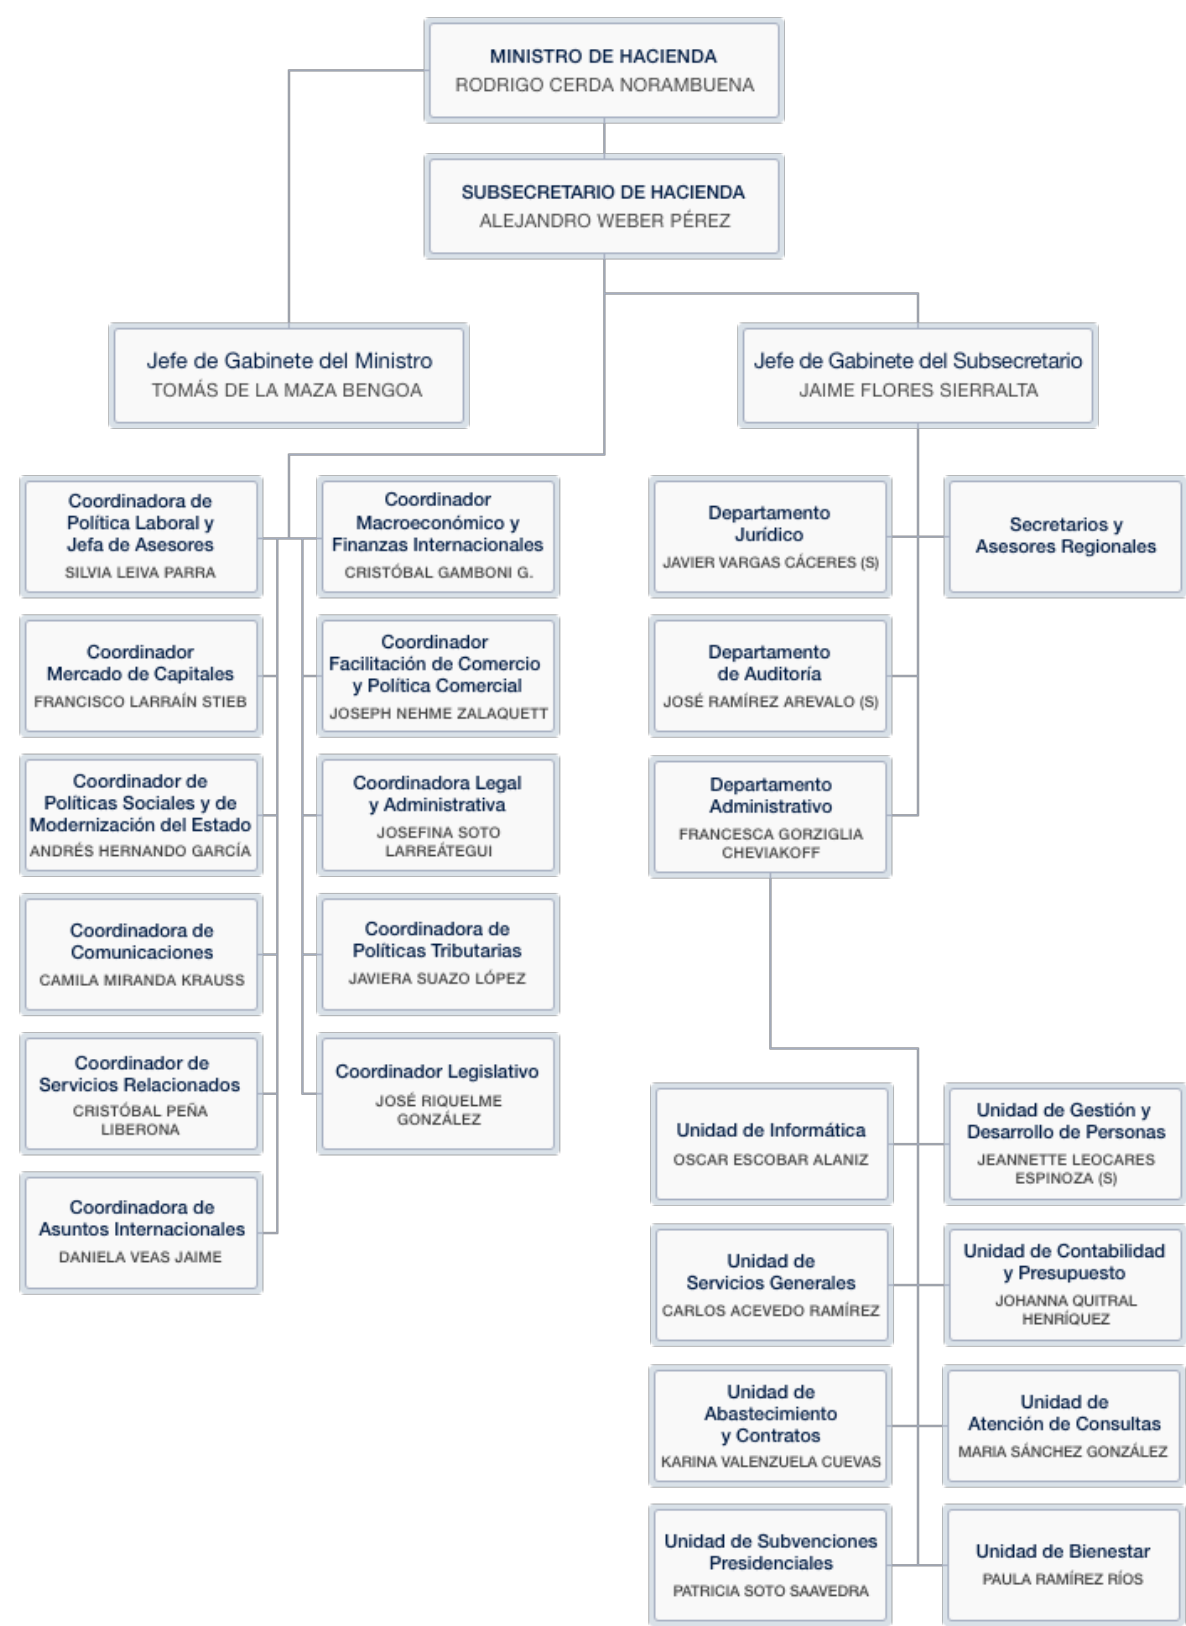 MINISTRO DE HACIENDA
RODRIGO CERDA NORAMBUENA
SUBSECRETARIO DE HACIENDA
ALEJANDRO WEBER PÉREZ
Jefe de Gabinete del Ministro
TOMÁS DE LA MAZA BENGOA
Jefe de Gabinete del Subsecretario
JAIME FLORES SIERRALTA
Coordinadora de
Política Laboral y
Jefa de Asesores
SILVIA LEIVA PARRA
Coordinador
Macroeconómico y
Finanzas Internacionales
CRISTÓBAL GAMBONI G.
Departamento
Jurídico
JAVIER VARGAS CÁCERES (S)
Secretarios y
Asesores Regionales
Coordinador
Mercado de Capitales
FRANCISCO LARRAÍN STIEB
Coordinador
Facilitación de Comercio
y Política Comercial
JOSEPH NEHME ZALAQUETT
Departamento
de Auditoría
JOSÉ RAMÍREZ AREVALO (S)
Coordinador de
Políticas Sociales y de
Modernización del Estado
ANDRÉS HERNANDO GARCÍA
Coordinadora Legal
y Administrativa
JOSEFINA SOTO
LARREÁTEGUI
Departamento
Administrativo
FRANCESCA GORZIGLIA
CHEVIAKOFF
Coordinadora de
Comunicaciones
CAMILA MIRANDA KRAUSS
Coordinadora de
Políticas Tributarias
JAVIERA SUAZO LÓPEZ
Coordinador de
Servicios Relacionados
CRISTÓBAL PEÑA
LIBERONA
Coordinador Legislativo
JOSÉ RIQUELME
GONZÁLEZ
Coordinadora de
Asuntos Internacionales
DANIELA VEAS JAIME
Unidad de Informática
OSCAR ESCOBAR ALANIZ
Unidad de Gestión y
Desarrollo de Personas
JEANNETTE LEOCARES
ESPINOZA (S)
Unidad de
Servicios Generales
CARLOS ACEVEDO RAMÍREZ
Unidad de Contabilidad
y Presupuesto
JOHANNA QUITRAL
HENRÍQUEZ
Unidad de
Abastecimiento
y Contratos
KARINA VALENZUELA CUEVAS
Unidad de
Atención de Consultas
MARIA SÁNCHEZ GONZÁLEZ
Unidad de Subvenciones
Presidenciales
PATRICIA SOTO SAAVEDRA
Unidad de Bienestar
PAULA RAMÍREZ RÍOS